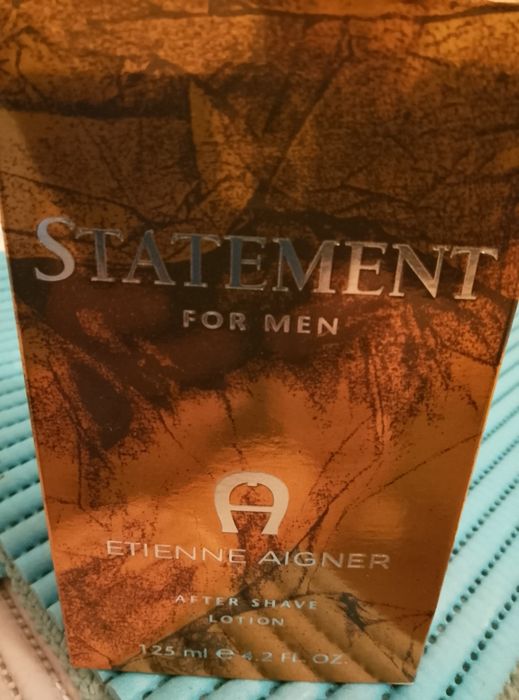 STATEMENT
FOR MEN
A
ETIENNE AIGNER
AFTER SHAVE
LOTION
125 ml e 4.2 FL. OZ.